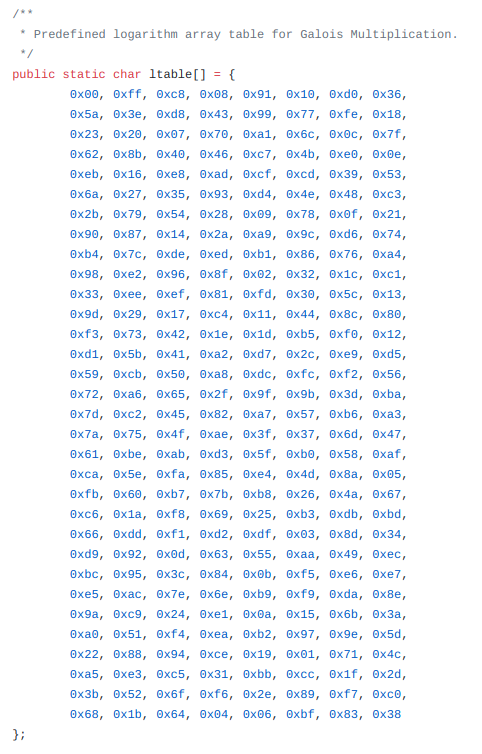 /**
 * Predefined logarithm array table for Galois Multiplication.
 */
public static char ltable[] = {
        0x00, 0xff, 0xc8, 0x08, 0x91, 0x10, 0xd0, 0x36,
        0x5a, 0x3e, 0xd8, 0x43, 0x99, 0x77, 0xfe, 0x18,
        0x23, 0x20, 0x07, 0x70, 0xa1, 0x6c, 0x0c, 0x7f,
        0x62, 0x8b, 0x40, 0x46, 0xc7, 0x4b, 0xe0, 0x0e,
        0xeb, 0x16, 0xe8, 0xad, 0xcf, 0xcd, 0x39, 0x53,
        0x6a, 0x27, 0x35, 0x93, 0xd4, 0x4e, 0x48, 0xc3,
        0x2b, 0x79, 0x54, 0x28, 0x09, 0x78, 0x0f, 0x21,
        0x90, 0x87, 0x14, 0x2a, 0xa9, 0x9c, 0xd6, 0x74,
        0xb4, 0x7c, 0xde, 0xed, 0xb1, 0x86, 0x76, 0xa4,
        0x98, 0xe2, 0x96, 0x8f, 0x02, 0x32, 0x1c, 0xc1,
        0x33, 0xee, 0xef, 0x81, 0xfd, 0x30, 0x5c, 0x13,
        0x9d, 0x29, 0x17, 0xc4, 0x11, 0x44, 0x8c, 0x80,
        0xf3, 0x73, 0x42, 0x1e, 0x1d, 0xb5, 0xf0, 0x12,
        0xd1, 0x5b, 0x41, 0xa2, 0xd7, 0x2c, 0xe9, 0xd5,
        0x59, 0xcb, 0x50, 0xa8, 0xdc, 0xfc, 0xf2, 0x56,
        0x72, 0xa6, 0x65, 0x2f, 0x9f, 0x9b, 0x3d, 0xba,
        0x7d, 0xc2, 0x45, 0x82, 0xa7, 0x57, 0xb6, 0xa3,
        0x7a, 0x75, 0x4f, 0xae, 0x3f, 0x37, 0x6d, 0x47,
        0x61, 0xbe, 0xab, 0xd3, 0x5f, 0xb0, 0x58, 0xaf,
        0xca, 0x5e, 0xfa, 0x85, 0xe4, 0x4d, 0x8a, 0x05,
        0xfb, 0x60, 0xb7, 0x7b, 0xb8, 0x26, 0x4a, 0x67,
        0xc6, 0x1a, 0xf8, 0x69, 0x25, 0xb3, 0xdb, 0xbd,
        0x66, 0xdd, 0xf1, 0xd2, 0xdf, 0x03, 0x8d, 0x34,
        0xd9, 0x92, 0x0d, 0x63, 0x55, 0xaa, 0x49, 0xec,
        0xbc, 0x95, 0x3c, 0x84, 0x0b, 0xf5, 0xe6, 0xe7,
        0xe5, 0xac, 0x7e, 0x6e, 0xb9, 0xf9, 0xda, 0x8e,
        0x9a, 0xc9, 0x24, 0xe1, 0x0a, 0x15, 0x6b, 0x3a,
        0xa0, 0x51, 0xf4, 0xea, 0xb2, 0x97, 0x9e, 0x5d,
        0x22, 0x88, 0x94, 0xce, 0x19, 0x01, 0x71, 0x4c,
        0xa5, 0xe3, 0xc5, 0x31, 0xbb, 0xcc, 0x1f, 0x2d,
        0x3b, 0x52, 0x6f, 0xf6, 0x2e, 0x89, 0xf7, 0xc0,
        0x68, 0x1b, 0x64, 0x04, 0x06, 0xbf, 0x83, 0x38
};